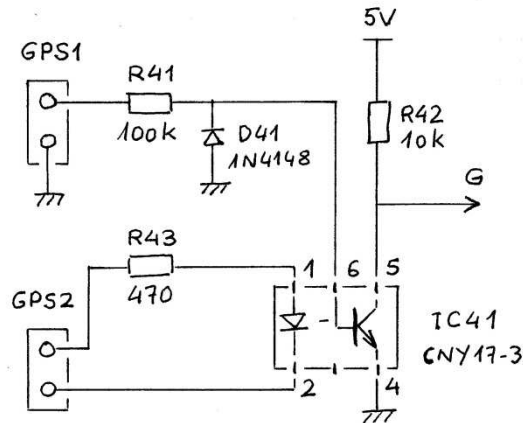 5V
GPS1
R41
100k
D41
1N4148
R42
10k
G
R43
470
1 6 5
GPS2
IC41
CNY17-3
2 4